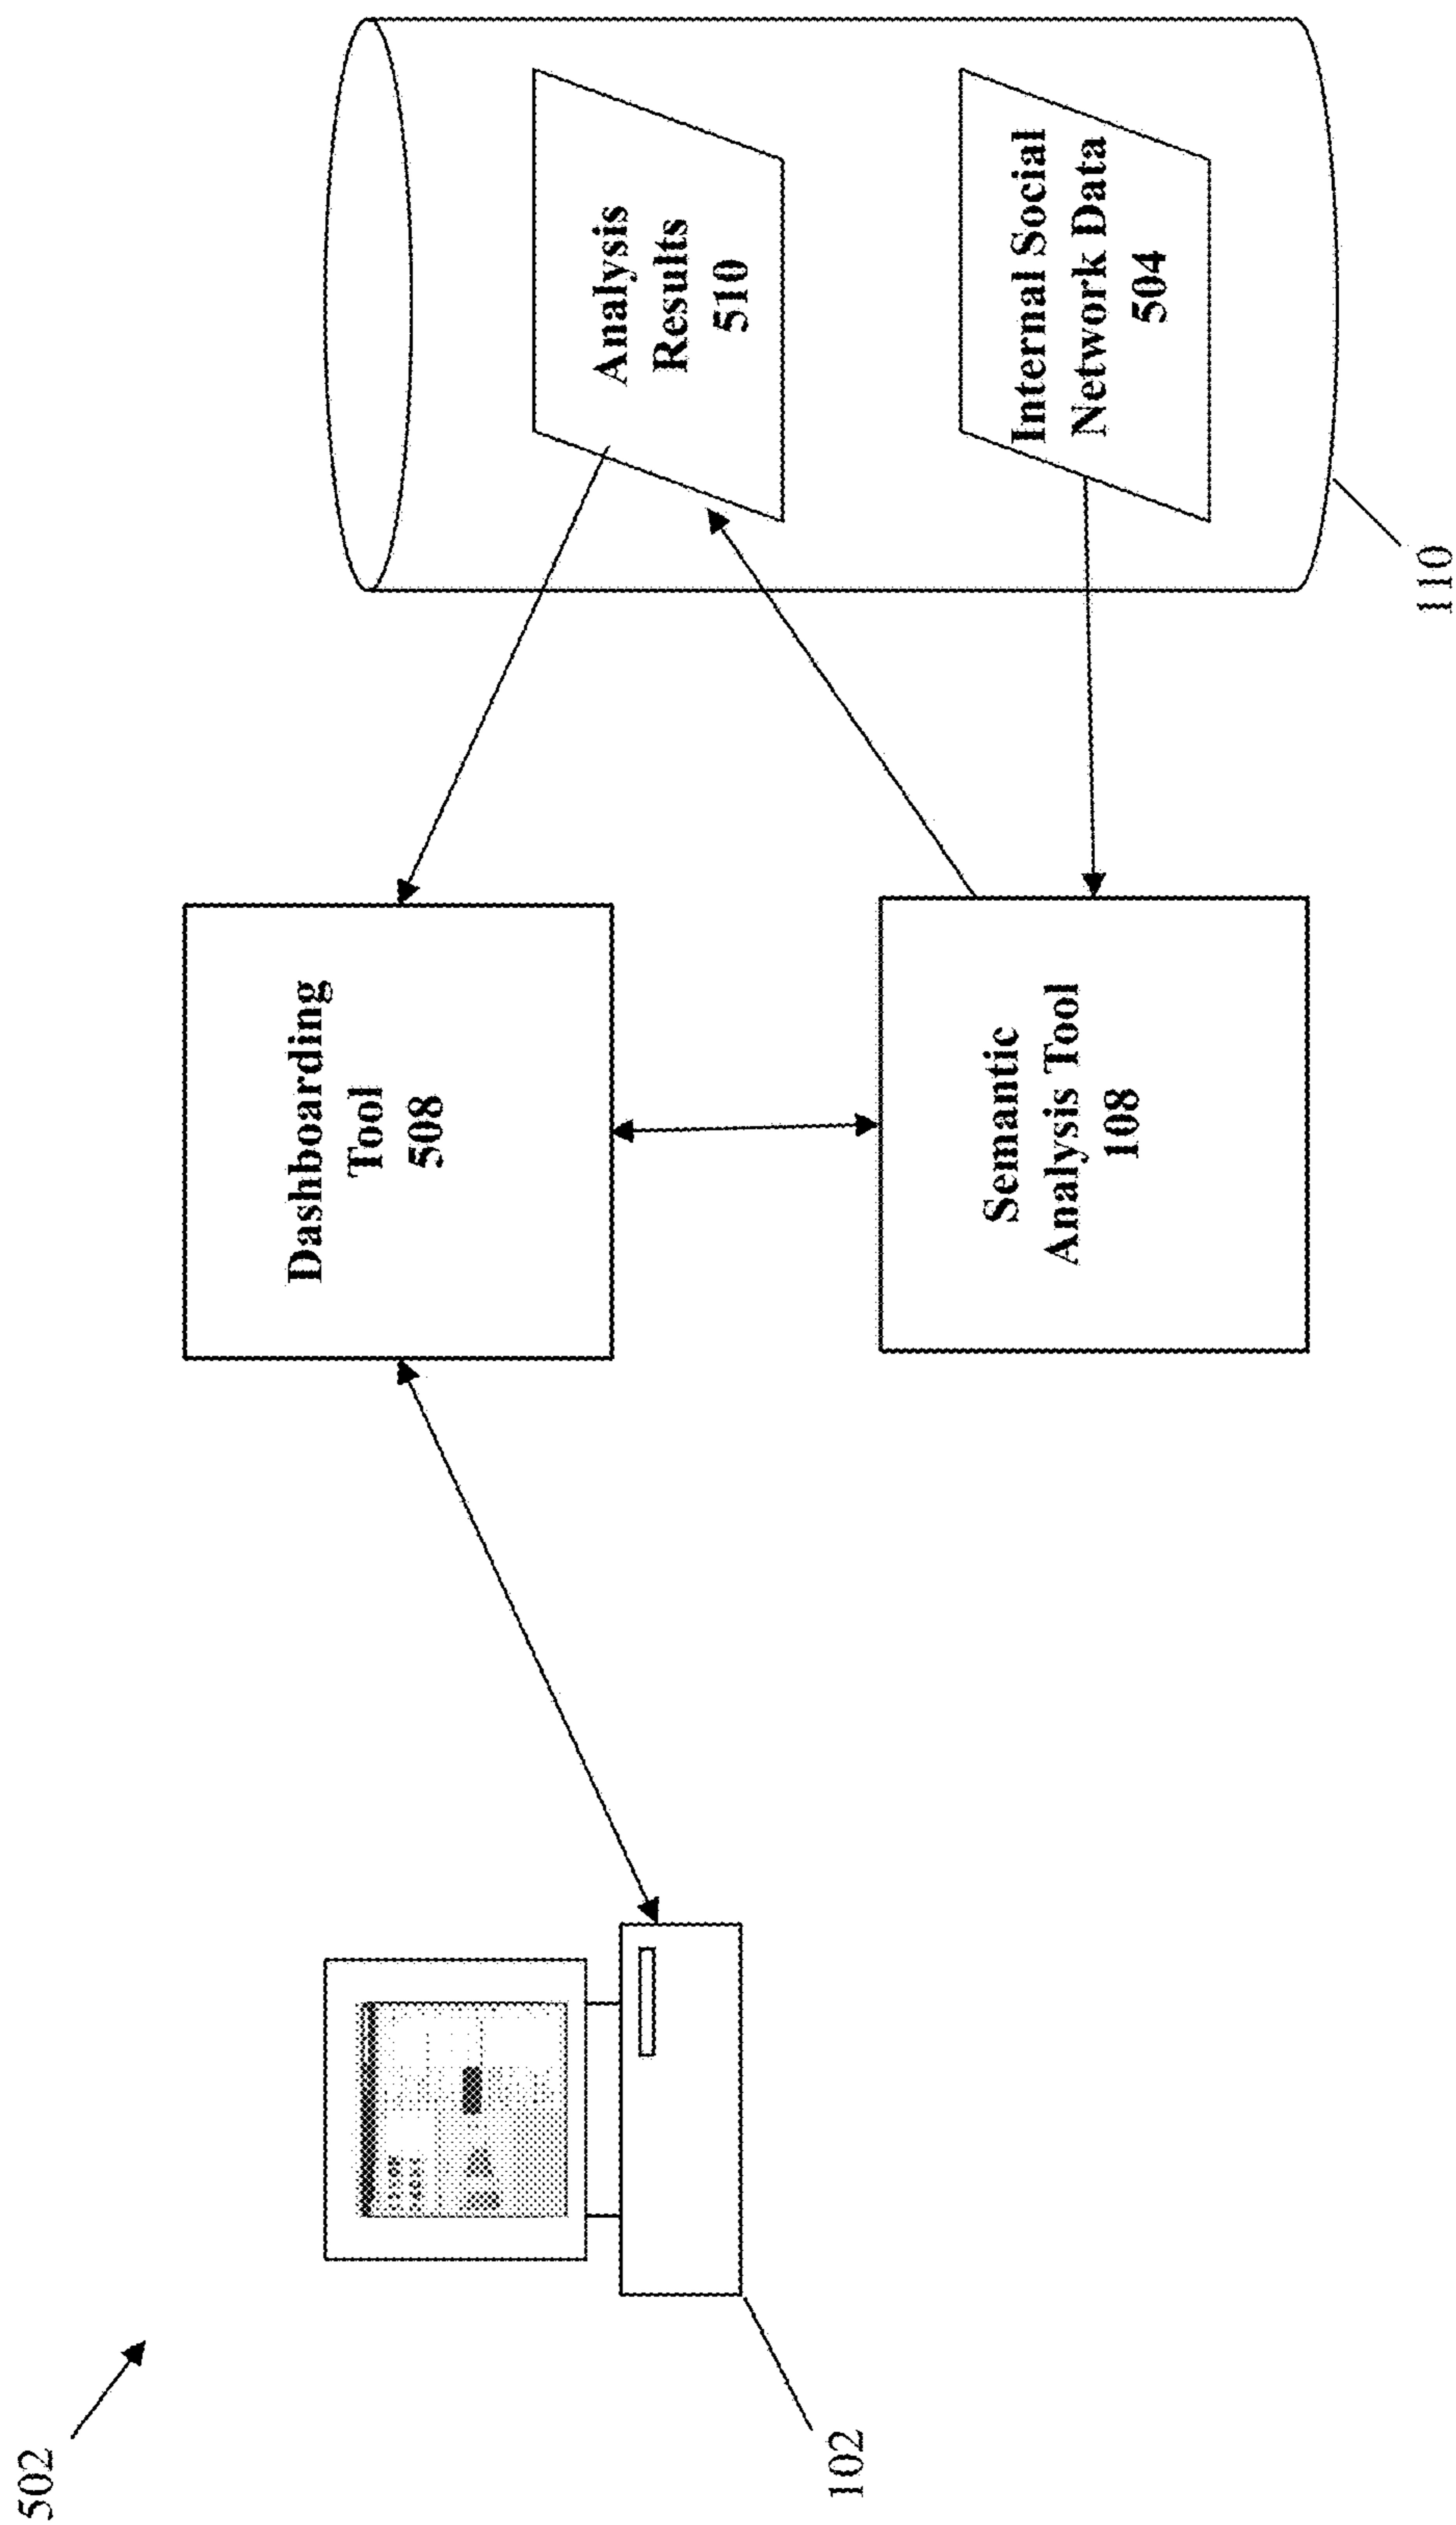 502
102
Dashboarding
Tool
508
Semantic
Analysis Tool
108
Analysis
Results
510
Internal Social
Network Data
504
110